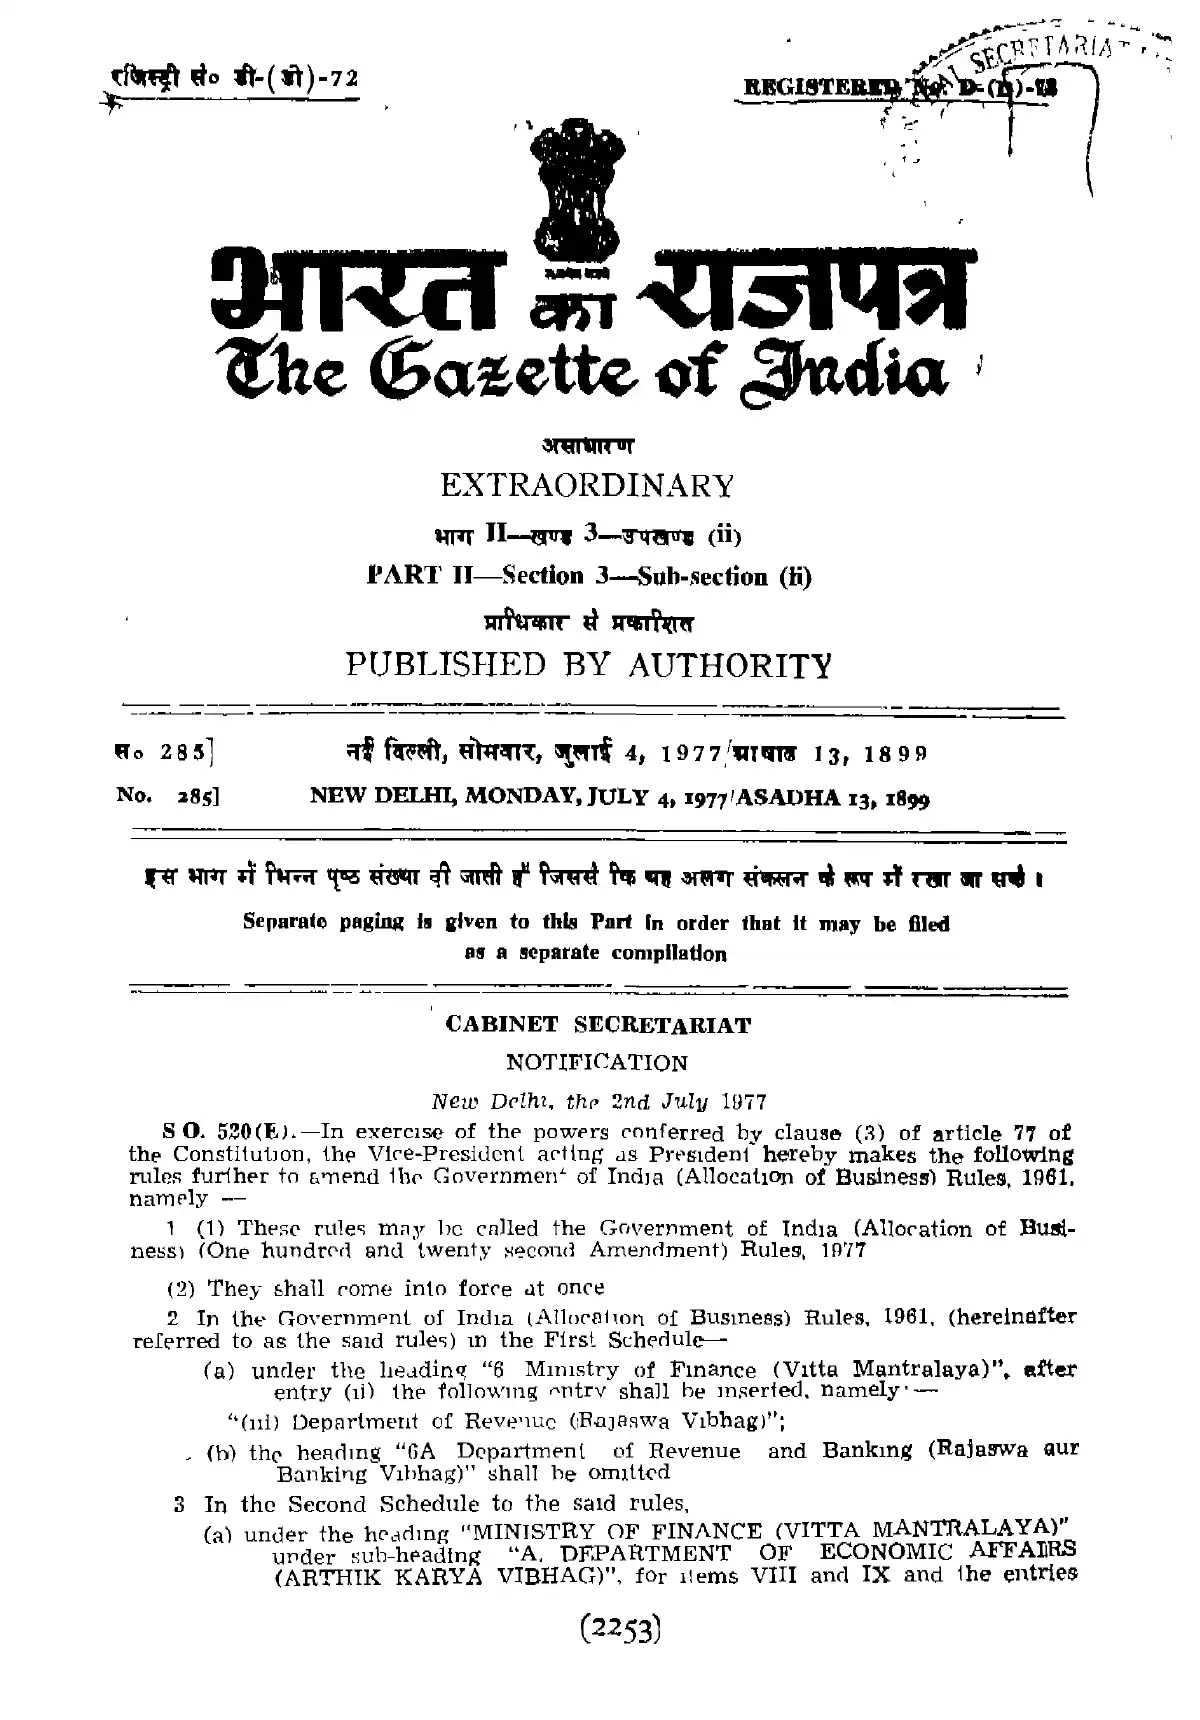 रजिस्ट्री सं० डी-(डी)-72
SECRETARIAT
REGISTERED No. D-(D)-72
भारत का राजपत्र
The Gazette of India
असाधारण
EXTRAORDINARY
भाग II—खण्ड 3—उपखण्ड (ii)
PART II—Section 3—Sub-section (ii)
प्राधिकार से प्रकाशित
PUBLISHED BY AUTHORITY
स० 285]
नई दिल्ली, सोमवार, जुलाई 4, 1977/आषाढ 13, 1899
No. 285]
NEW DELHI, MONDAY, JULY 4, 1977/ASADHA 13, 1899
इस भाग में भिन्न पृष्ठ संख्या दी जाती है जिससे कि यह अलग संकलन के रूप में रखा जा सके ।
Separate paging is given to this Part in order that it may be filed
as a separate compilation
CABINET SECRETARIAT
NOTIFICATION
New Delhi, the 2nd July 1977
S O. 520(E).—In exercise of the powers conferred by clause (3) of article 77 of
the Constitution, the Vice-President acting as President hereby makes the following
rules further to amend the Government of India (Allocation of Business) Rules, 1961,
namely —
1 (1) These rules may be called the Government of India (Allocation of Busi-
ness) (One hundred and twenty second Amendment) Rules, 1977
(2) They shall come into force at once
2 In the Government of India (Allocation of Business) Rules, 1961, (hereinafter
referred to as the said rules) in the First Schedule—
(a) under the heading "6 Ministry of Finance (Vitta Mantralaya)", after
entry (ii) the following entry shall be inserted, namely —
"(iii) Department of Revenue (Rajaswa Vibhag)";
(b) the heading "6A Department of Revenue and Banking (Rajaswa aur
Banking Vibhag)" shall be omitted
3 In the Second Schedule to the said rules,
(a) under the heading "MINISTRY OF FINANCE (VITTA MANTRALAYA)"
under sub-heading "A. DEPARTMENT OF ECONOMIC AFFAIRS
(ARTHIK KARYA VIBHAG)", for items VIII and IX and the entries
(2253)